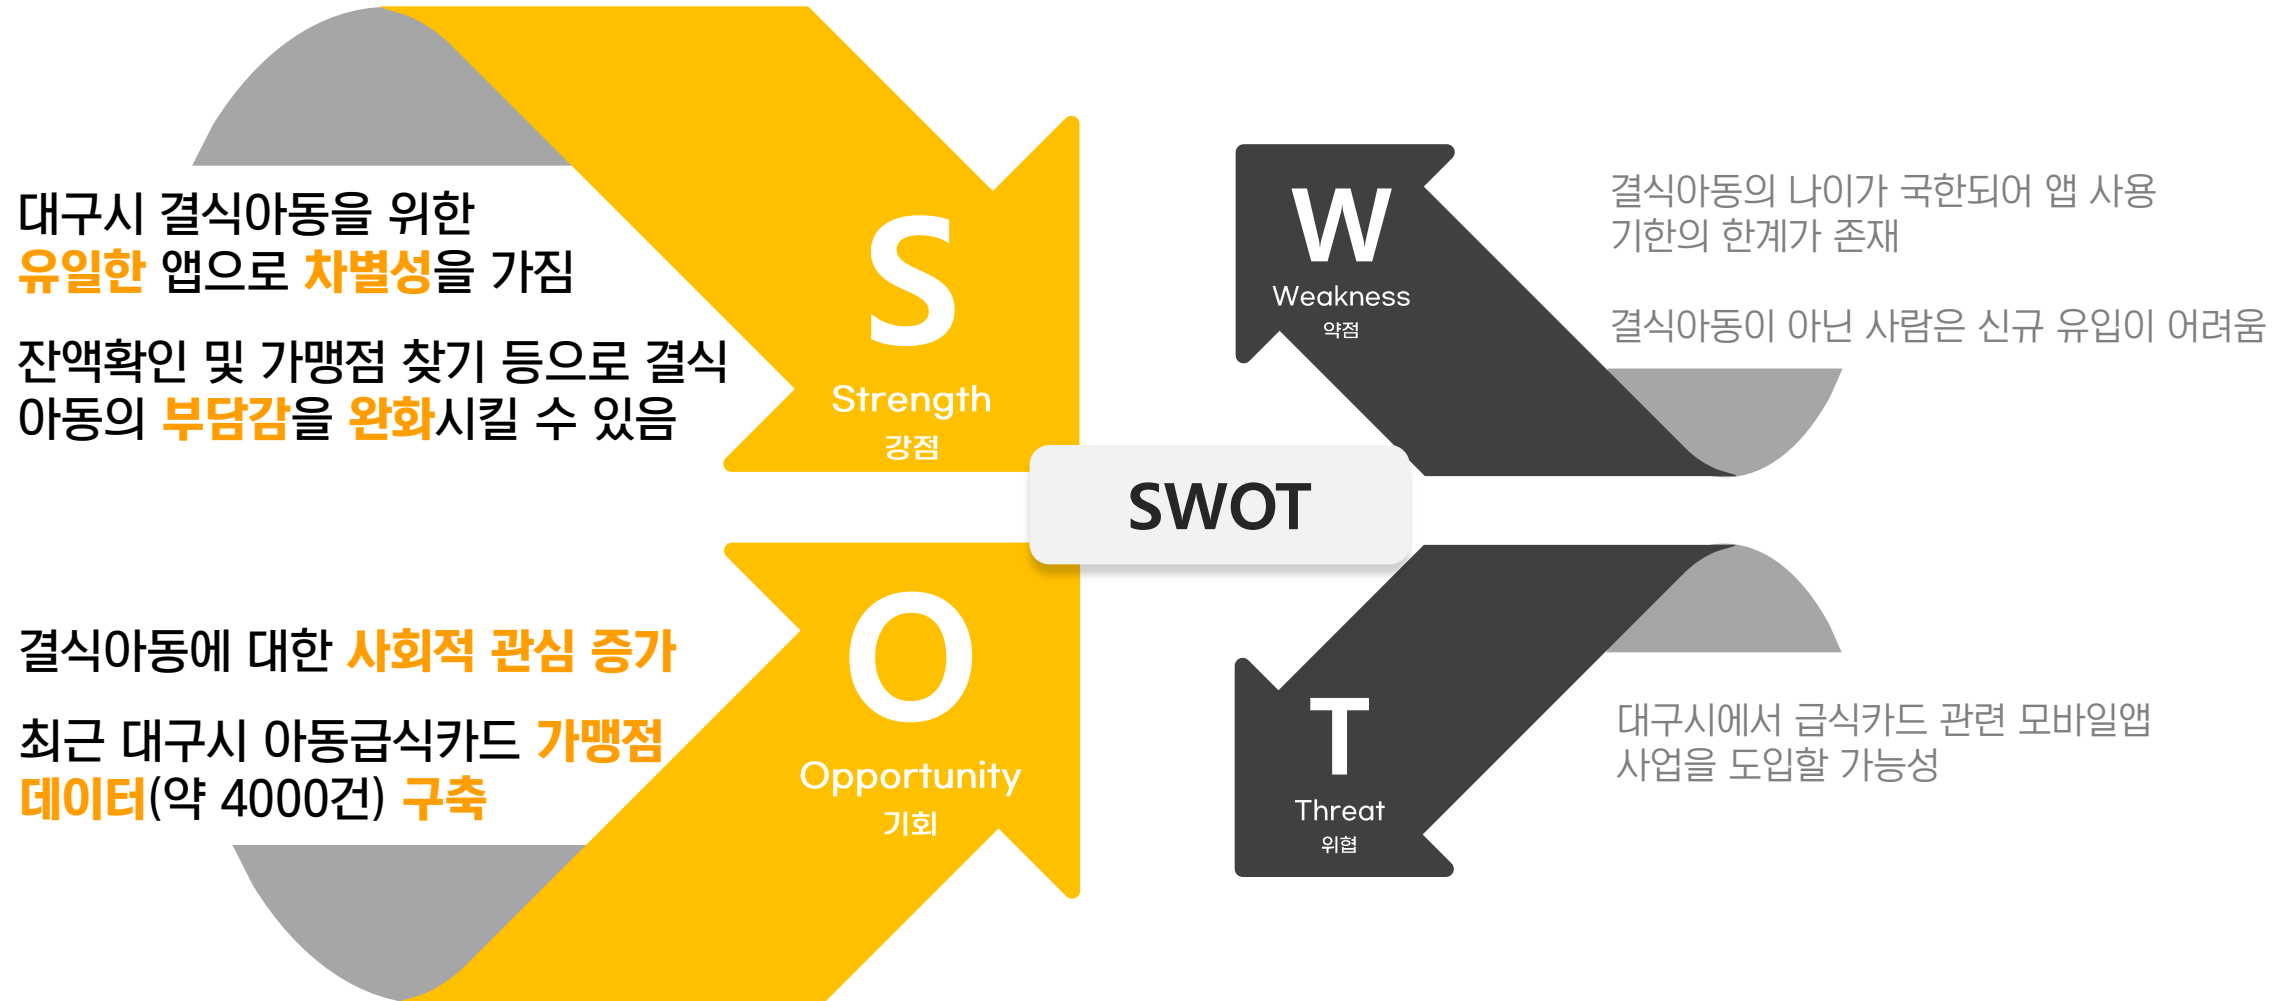 대구시 결식아동을 위한
유일한 앱으로 차별성을 가짐
잔액확인 및 가맹점 찾기 등으로 결식
아동의 부담감을 완화시킬 수 있음
S
Strength
강점
W
Weakness
약점
결식아동의 나이가 국한되어 앱 사용
기한의 한계가 존재
결식아동이 아닌 사람은 신규 유입이 어려움
SWOT
결식아동에 대한 사회적 관심 증가
최근 대구시 아동급식카드 가맹점
데이터(약 4000건) 구축
O
Opportunity
기회
T
Threat
위협
대구시에서 급식카드 관련 모바일앱
사업을 도입할 가능성